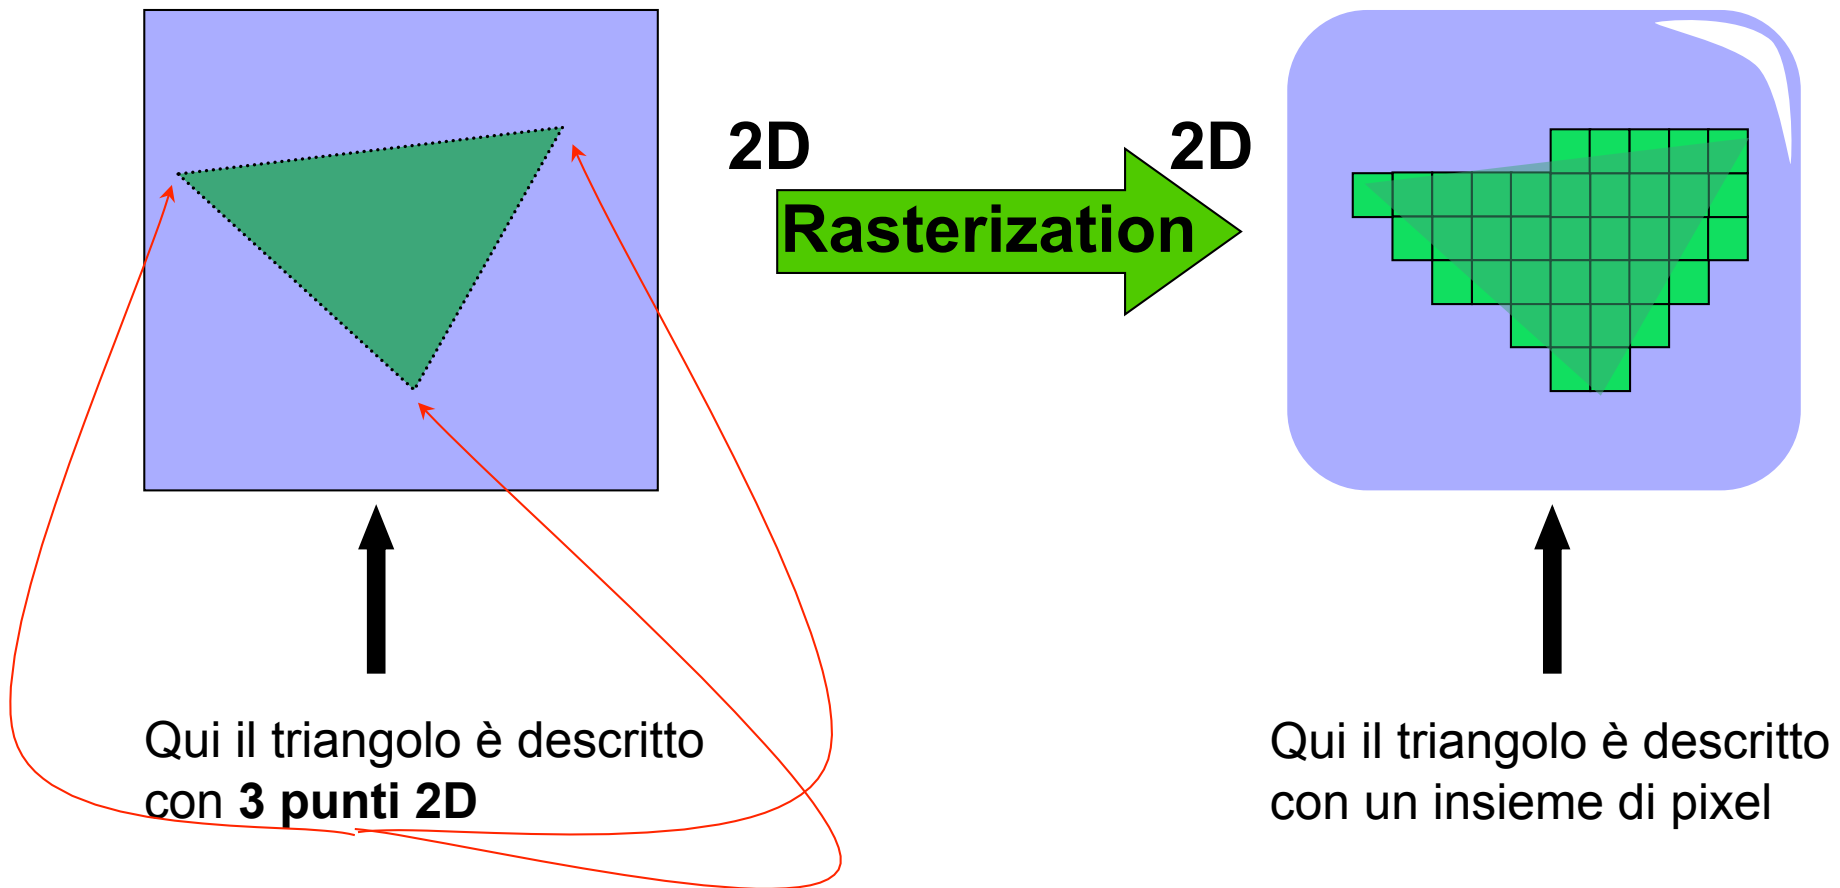 2D
2D
Rasterization
Qui il triangolo è descritto
con 3 punti 2D
Qui il triangolo è descritto
con un insieme di pixel